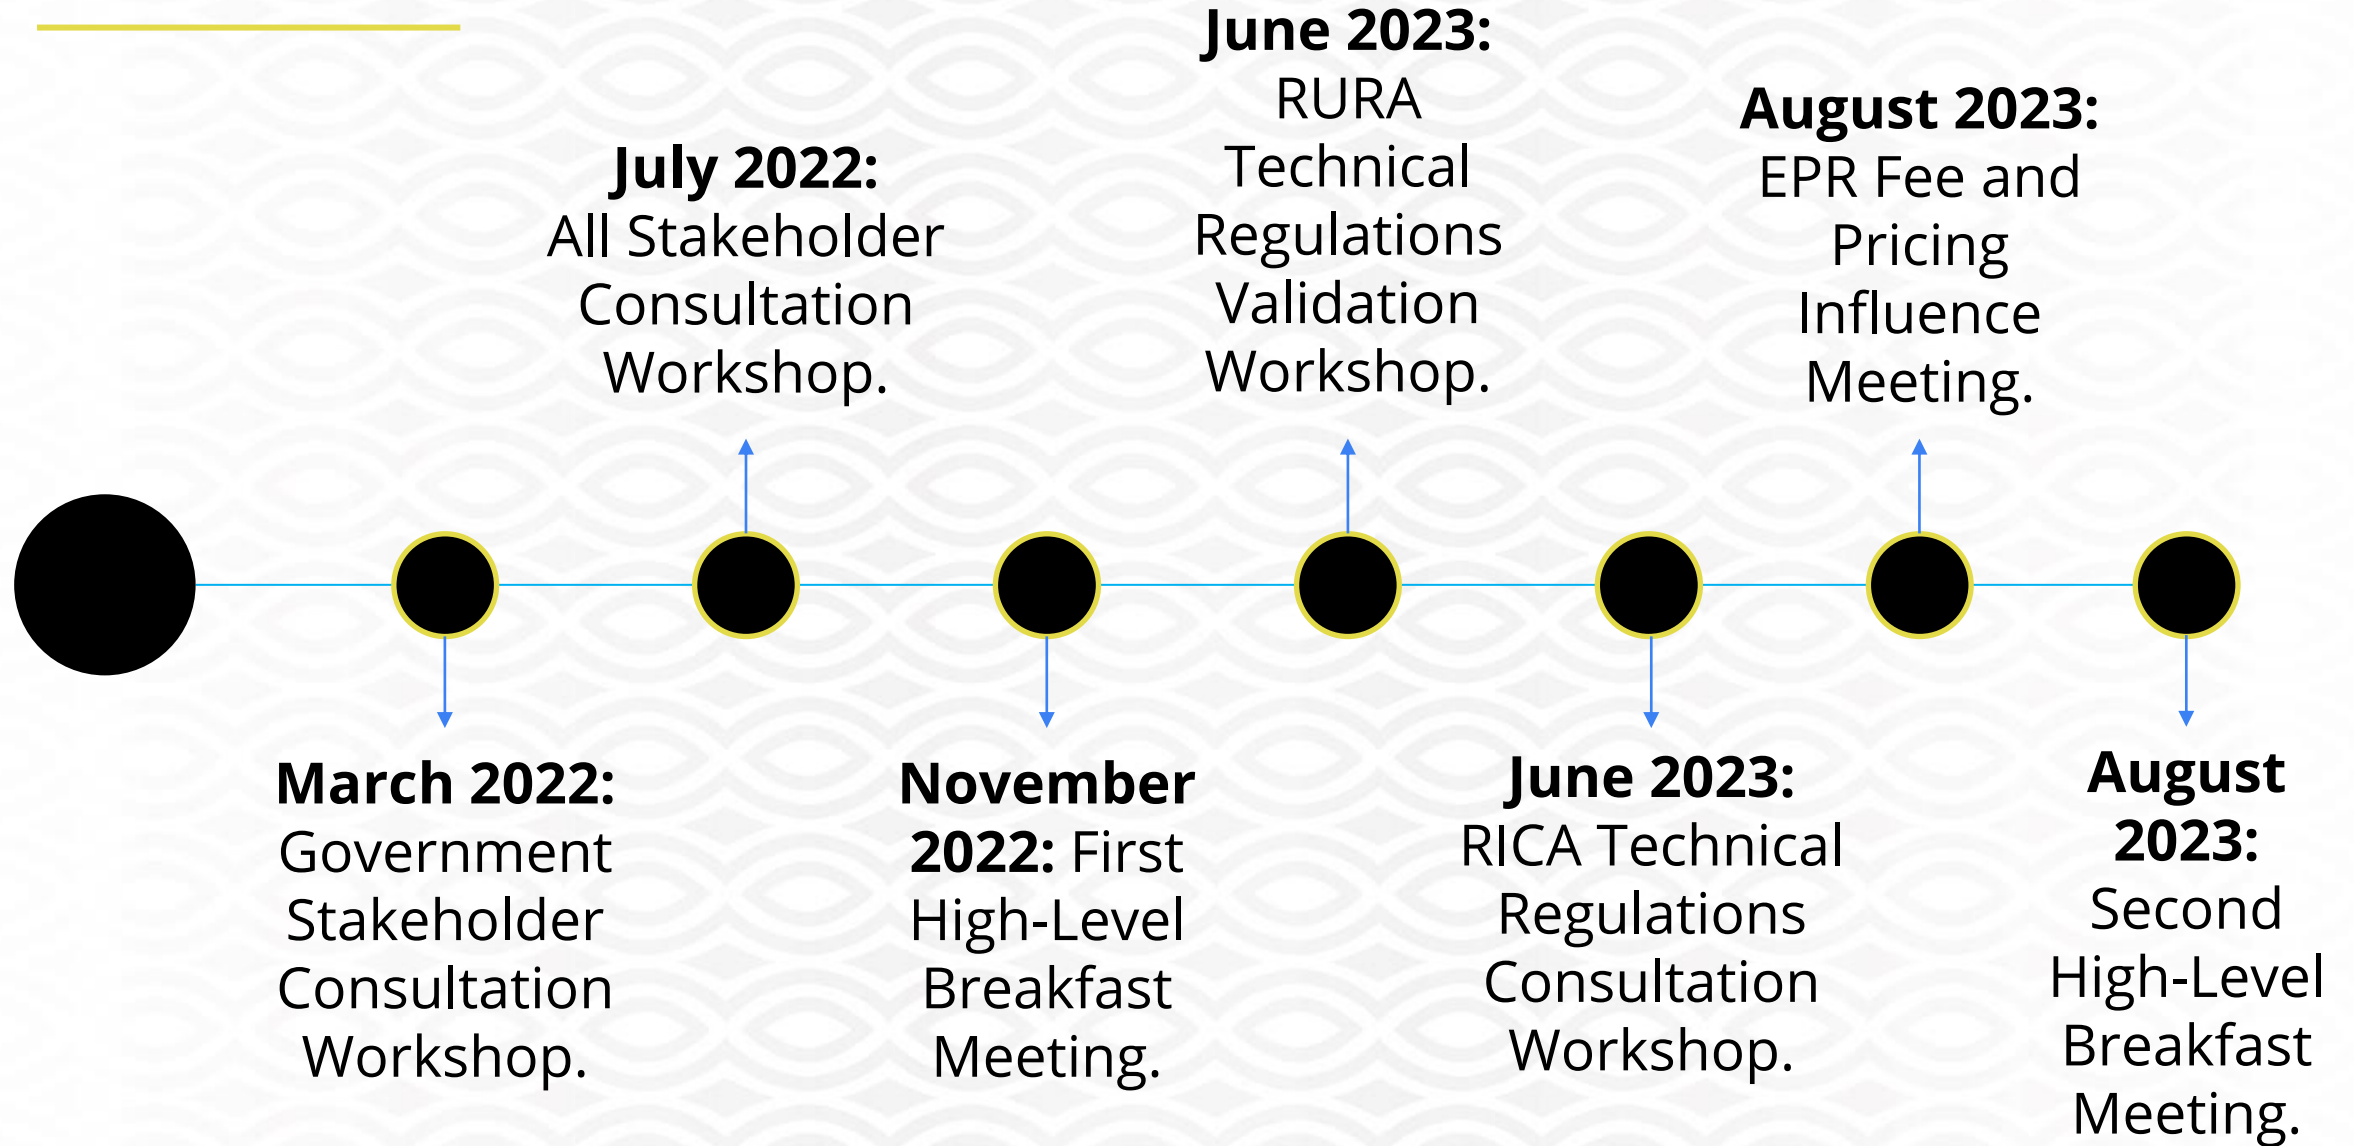 March 2022:
Government
Stakeholder
Consultation
Workshop.
July 2022:
All Stakeholder
Consultation
Workshop.
November
2022: First
High-Level
Breakfast
Meeting.
June 2023:
RURA
Technical
Regulations
Validation
Workshop.
June 2023:
RICA Technical
Regulations
Consultation
Workshop.
August 2023:
EPR Fee and
Pricing
Influence
Meeting.
August
2023:
Second
High-Level
Breakfast
Meeting.